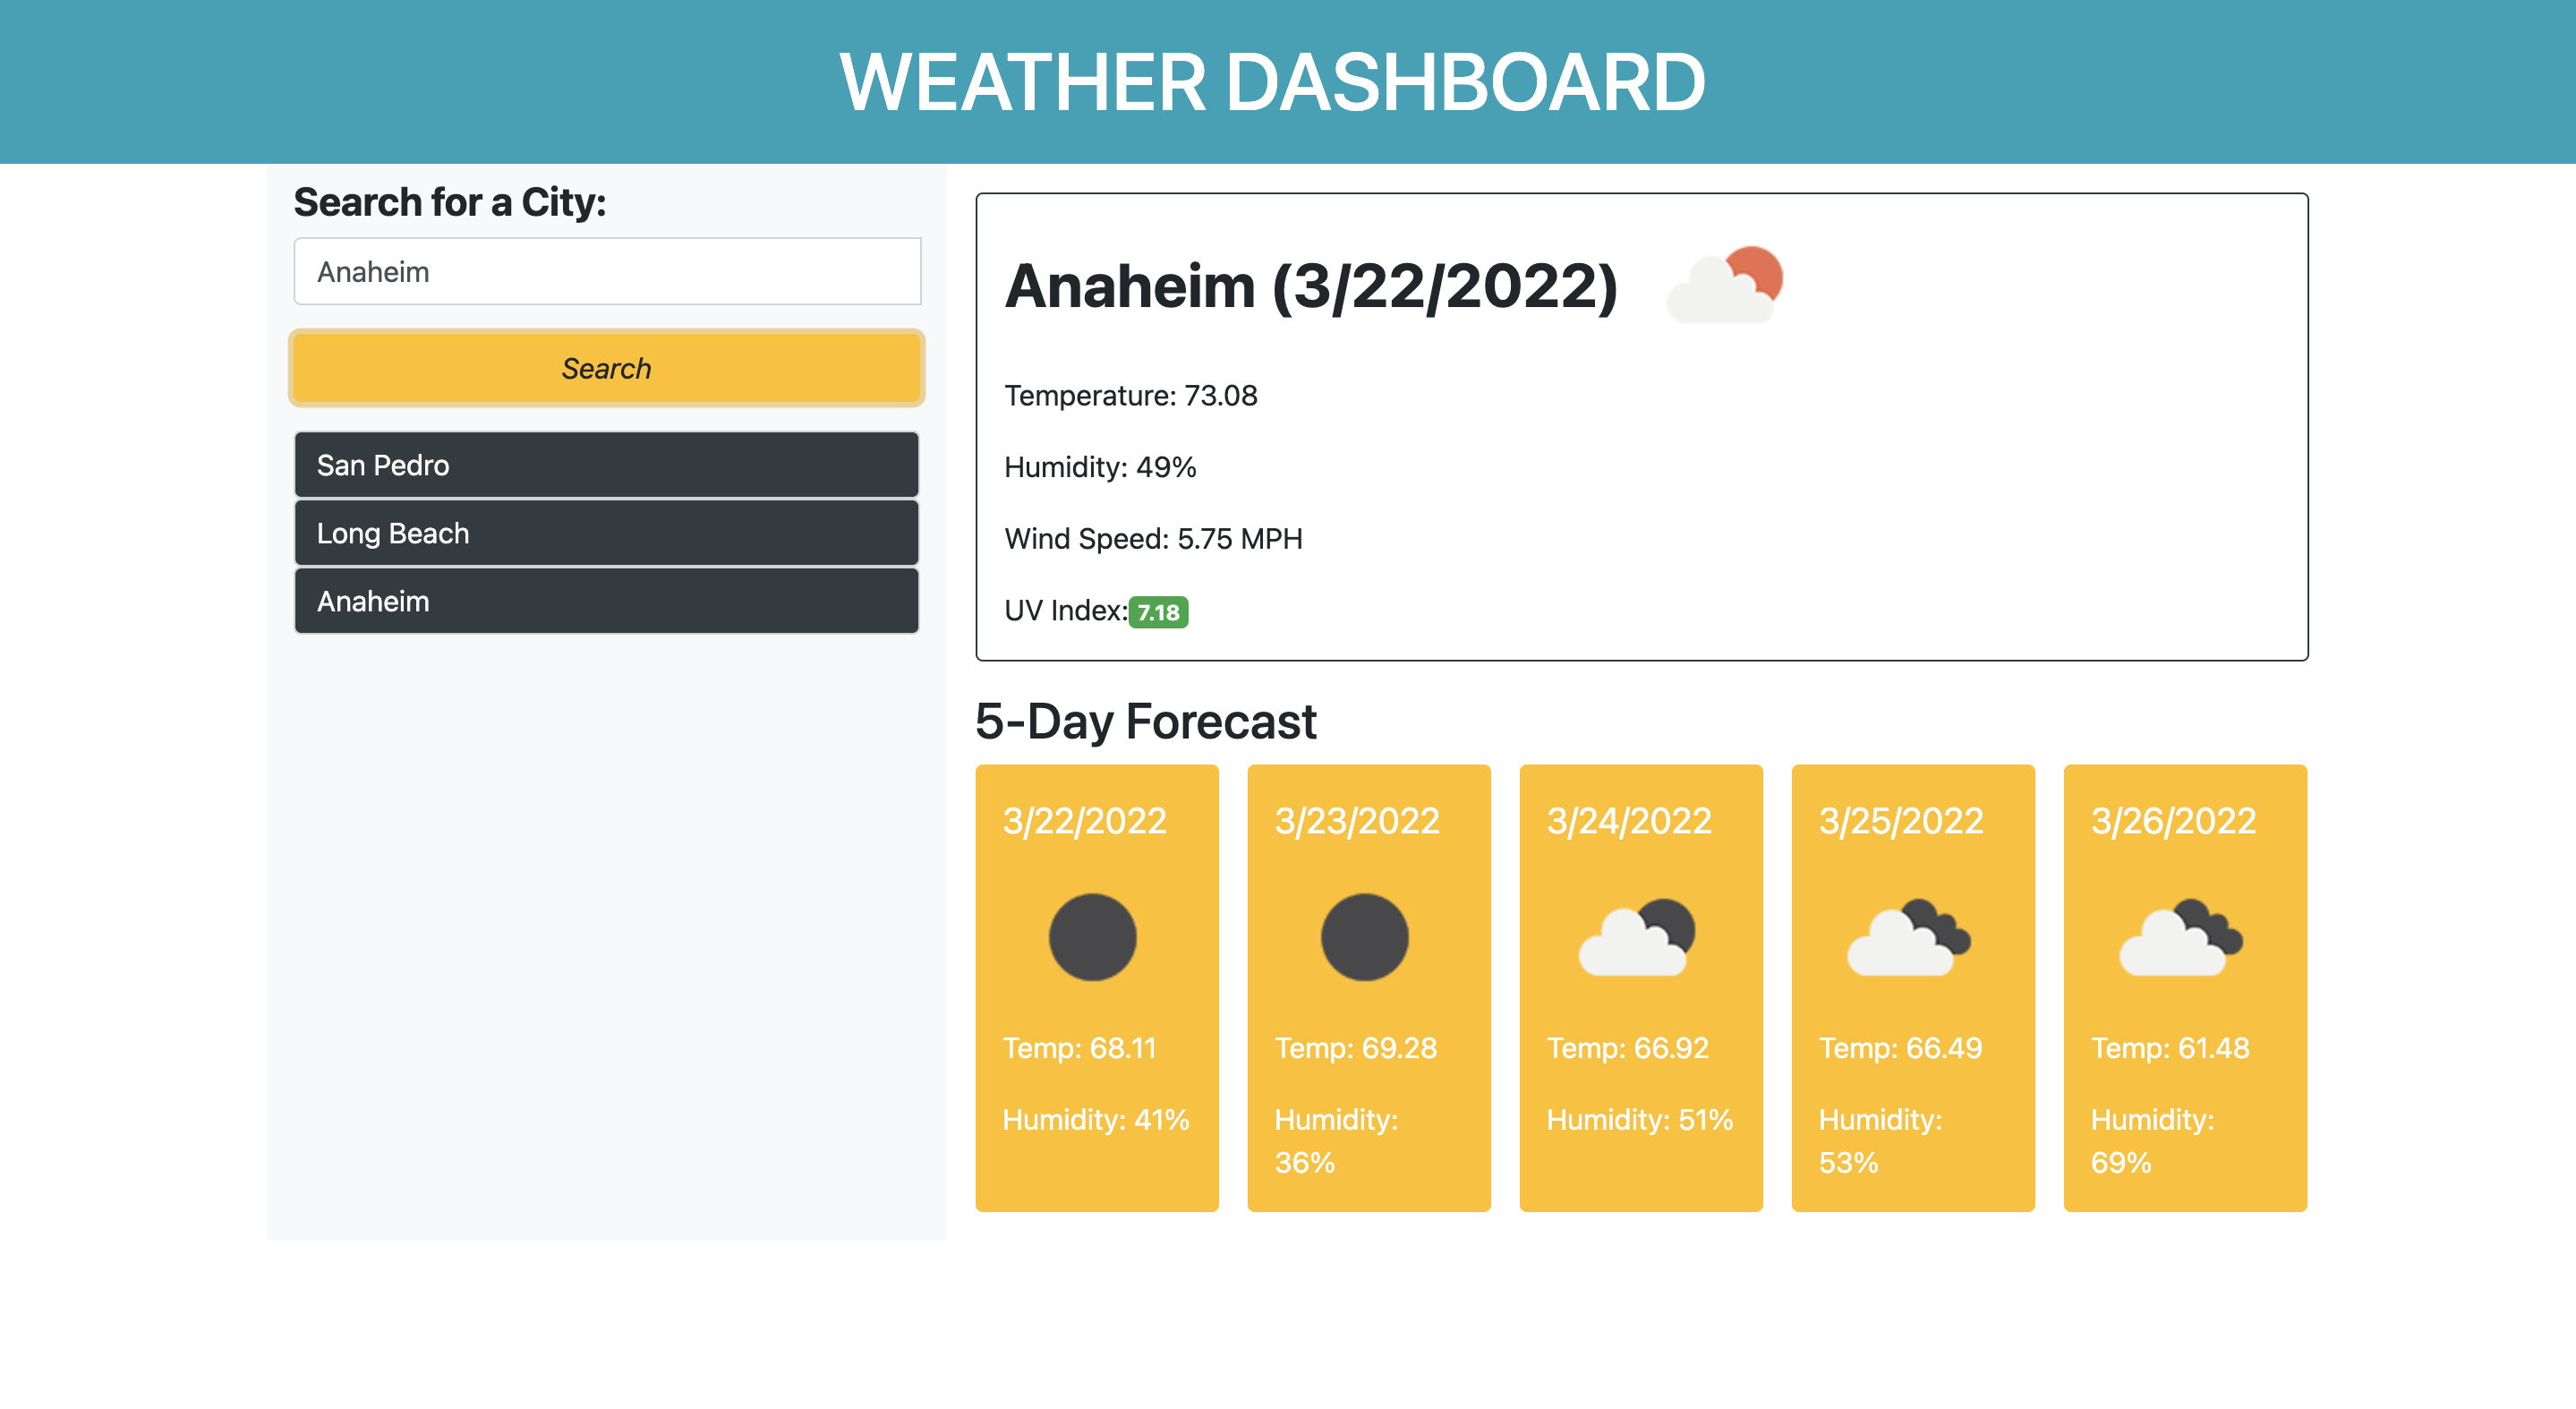 WEATHER DASHBOARD
Search for a City:
Anaheim
Search
San Pedro
Long Beach
Anaheim
Anaheim (3/22/2022)
Temperature: 73.08
Humidity: 49%
Wind Speed: 5.75 MPH
UV Index: 7.18
5-Day Forecast
3/22/2022
Temp: 68.11
Humidity: 41%
3/23/2022
Temp: 69.28
Humidity:
36%
3/24/2022
Temp: 66.92
Humidity: 51%
3/25/2022
Temp: 66.49
Humidity:
53%
3/26/2022
Temp: 61.48
Humidity:
69%